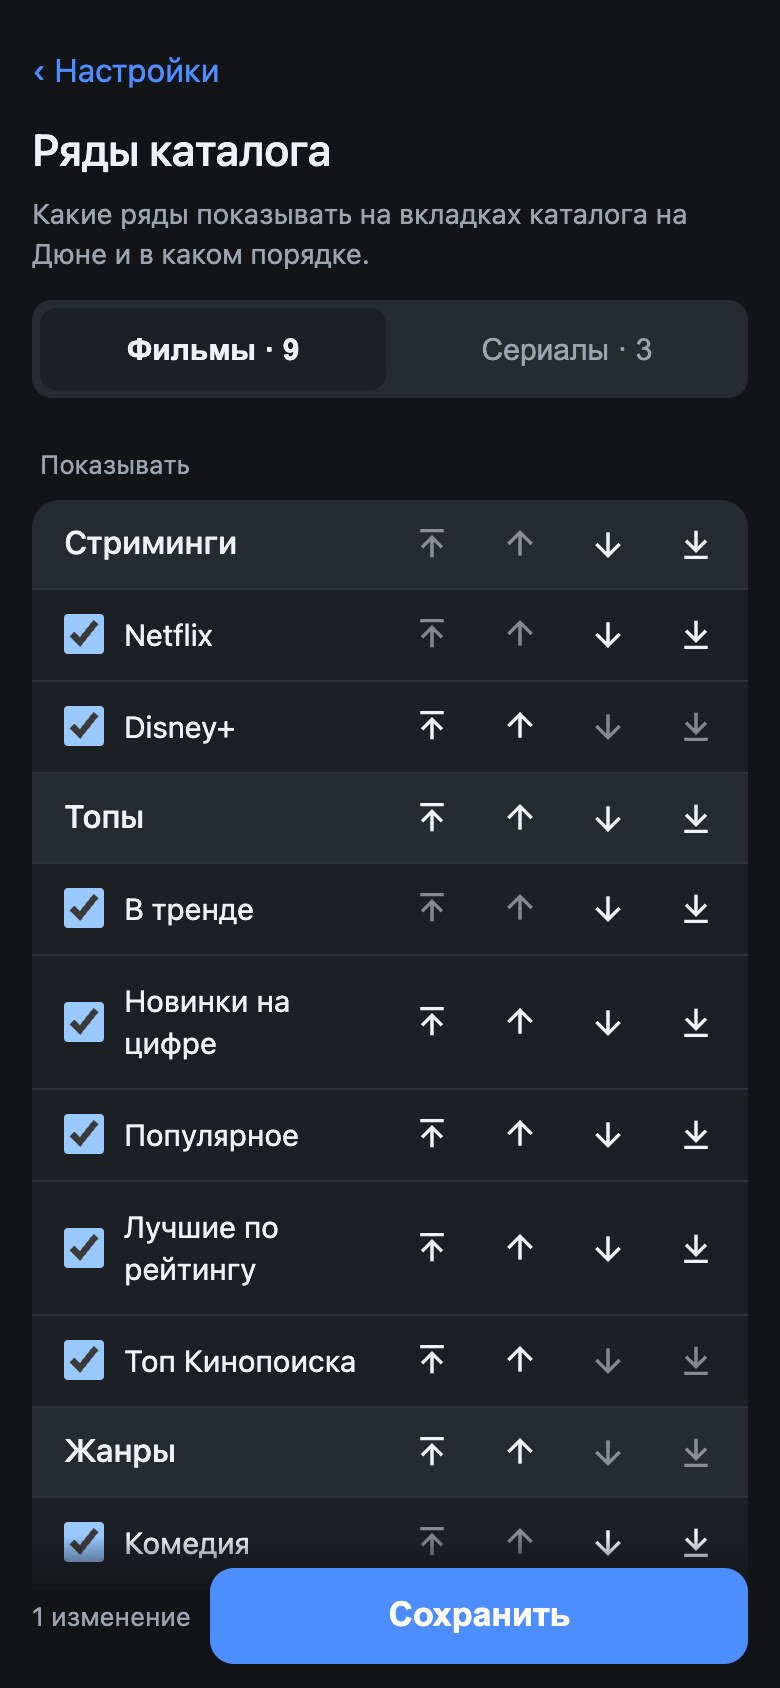 ‹ Настройки
Ряды каталога
Какие ряды показывать на вкладках каталога на
Дюне и в каком порядке.
Фильмы · 9
Сериалы · 3
Показывать
Стриминги
Netflix
Disney+
Топы
В тренде
Новинки на
цифре
Популярное
Лучшие по
рейтингу
Топ Кинопоиска
Жанры
Комедия
1 изменение
Сохранить